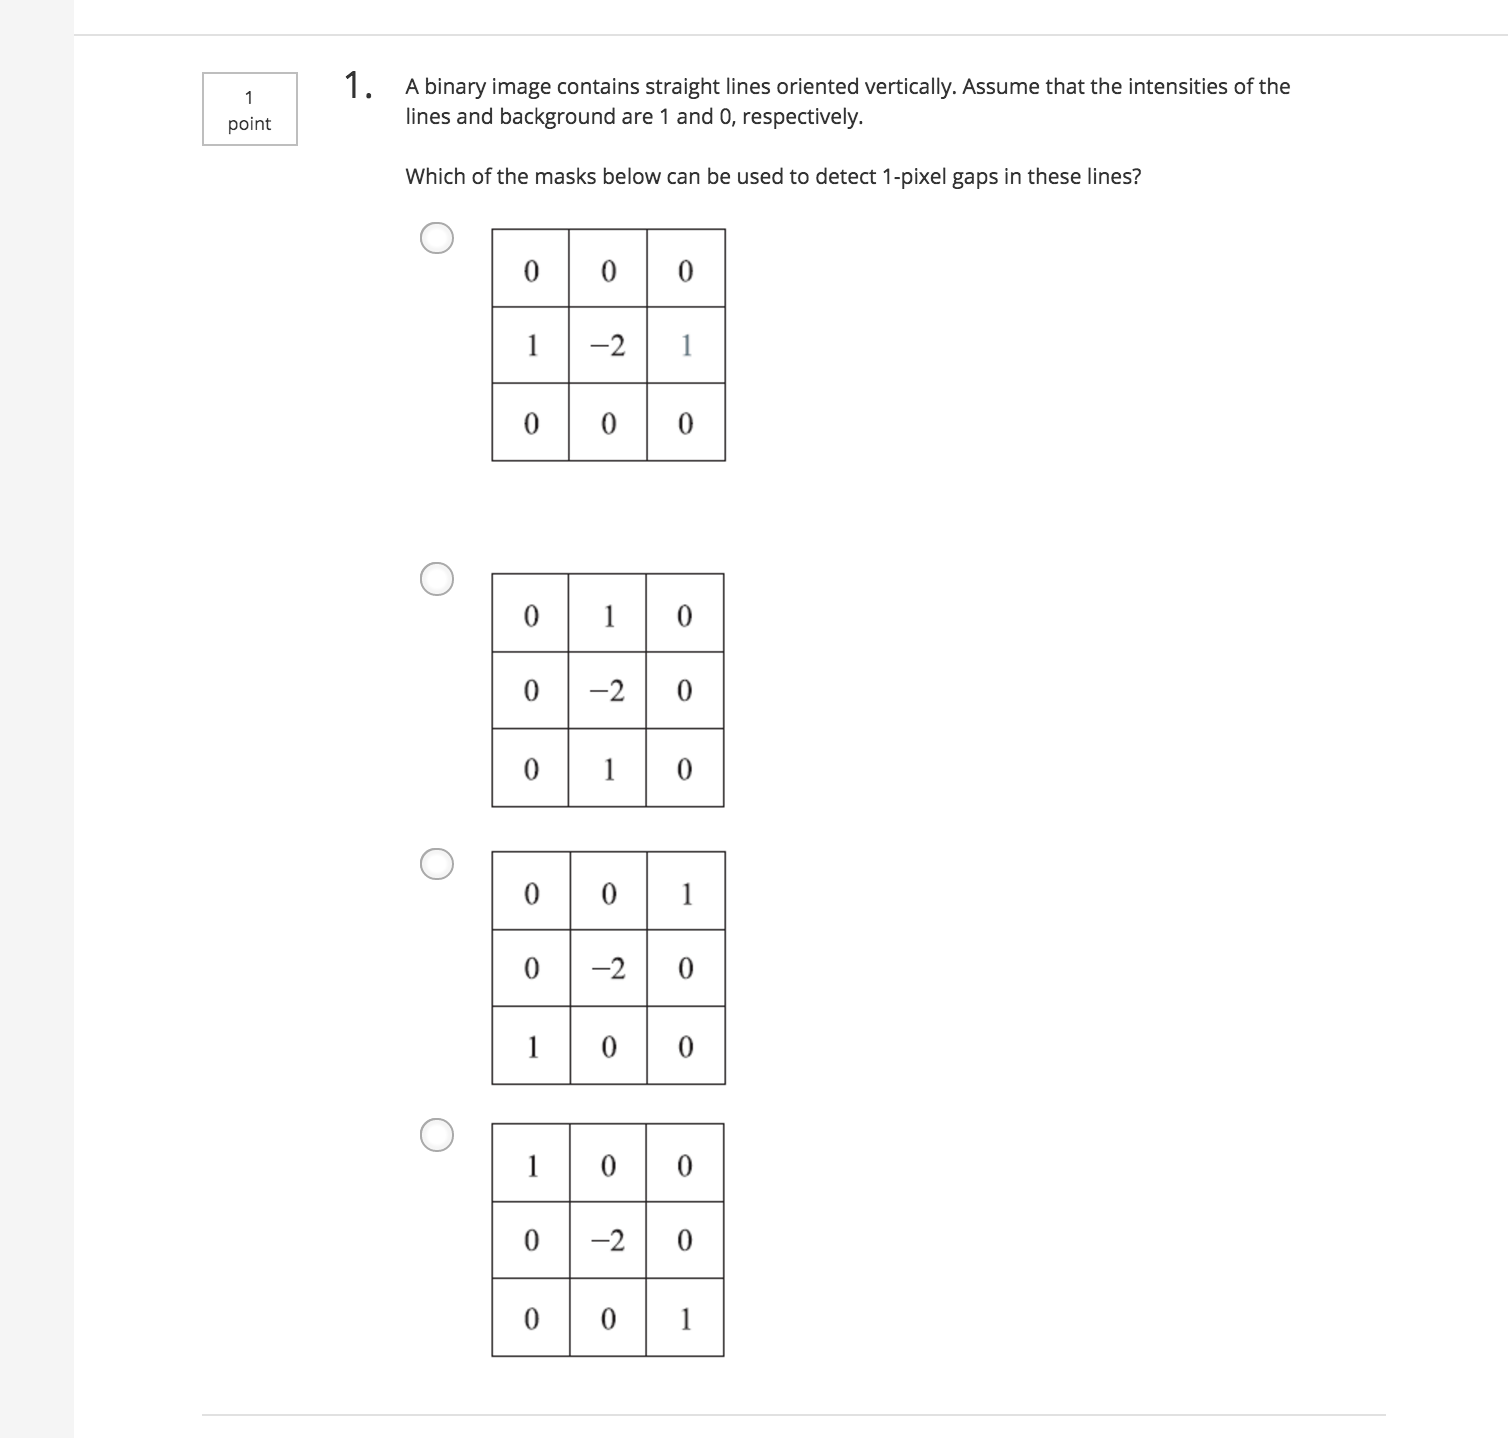 1
point
1. A binary image contains straight lines oriented vertically. Assume that the intensities of the
lines and background are 1 and 0, respectively.
Which of the masks below can be used to detect 1-pixel gaps in these lines?
0 0 0
1 −2 1
0 0 0
0 1 0
0 −2 0
0 1 0
0 0 1
0 −2 0
1 0 0
1 0 0
0 −2 0
0 0 1